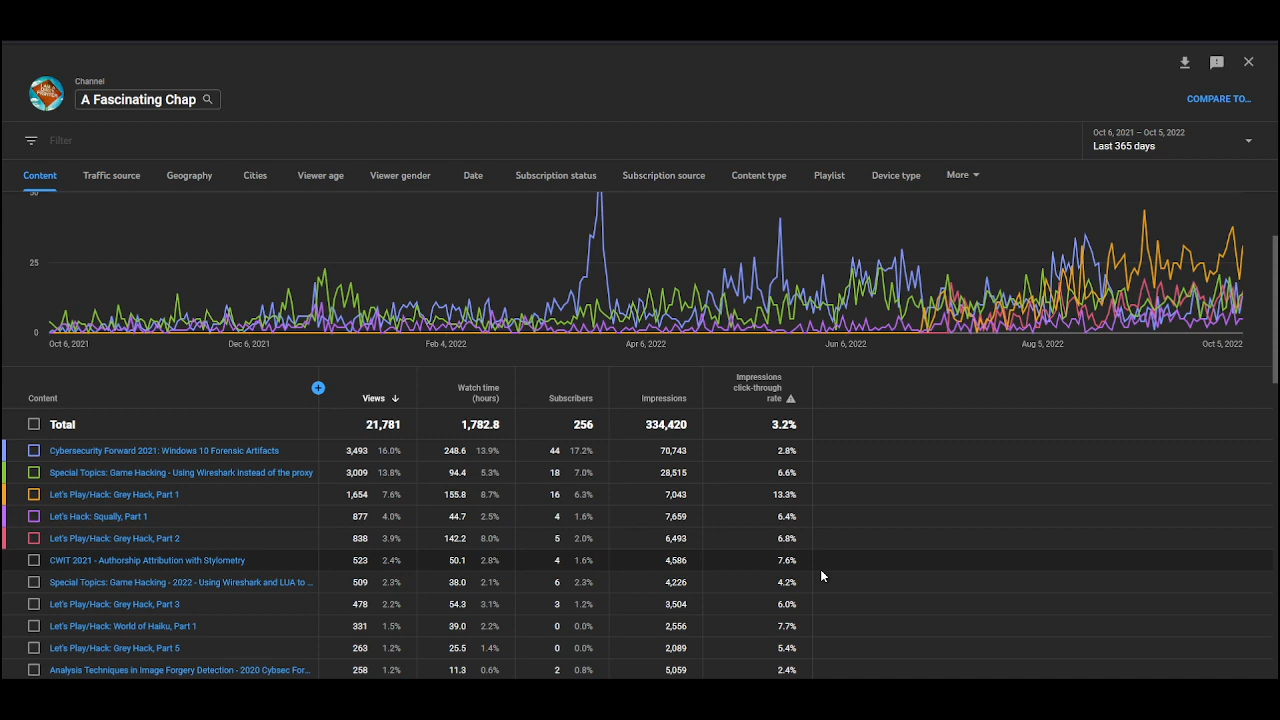 Channel
A Fascinating Chap
COMPARE TO...
Filter
Oct 6, 2021 – Oct 5, 2022
Last 365 days
Content Traffic source Geography Cities Viewer age Viewer gender Date Subscription status Subscription source Content type Playlist Device type More
50
25
0
Oct 6, 2021 Dec 6, 2021 Feb 4, 2022 Apr 6, 2022 Jun 6, 2022 Aug 5, 2022 Oct 5, 2022
Impressions
Watch time click-through
Content Views (hours) Subscribers Impressions rate
Total 21,781 1,782.8 256 334,420 3.2%
Cybersecurity Forward 2021: Windows 10 Forensic Artifacts 3,493 16.0% 248.6 13.9% 44 17.2% 70,743 2.8%
Special Topics: Game Hacking - Using Wireshark instead of the proxy 3,009 13.8% 94.4 5.3% 18 7.0% 28,515 6.6%
Let's Play/Hack: Grey Hack, Part 1 1,654 7.6% 155.8 8.7% 16 6.3% 7,043 13.3%
Let's Hack: Squally, Part 1 877 4.0% 44.7 2.5% 4 1.6% 7,659 6.4%
Let's Play/Hack: Grey Hack, Part 2 838 3.9% 142.2 8.0% 5 2.0% 6,493 6.8%
CWIT 2021 - Authorship Attribution with Stylometry 523 2.4% 50.1 2.8% 4 1.6% 4,586 7.6%
Special Topics: Game Hacking - 2022 - Using Wireshark and LUA to ... 509 2.3% 38.0 2.1% 6 2.3% 4,226 4.2%
Let's Play/Hack: Grey Hack, Part 3 478 2.2% 54.3 3.1% 3 1.2% 3,504 6.0%
Let's Play/Hack: World of Haiku, Part 1 331 1.5% 39.0 2.2% 0 0.0% 2,556 7.7%
Let's Play/Hack: Grey Hack, Part 5 263 1.2% 25.5 1.4% 0 0.0% 2,089 5.4%
Analysis Techniques in Image Forgery Detection - 2020 Cybsec For... 258 1.2% 11.3 0.6% 2 0.8% 5,059 2.4%